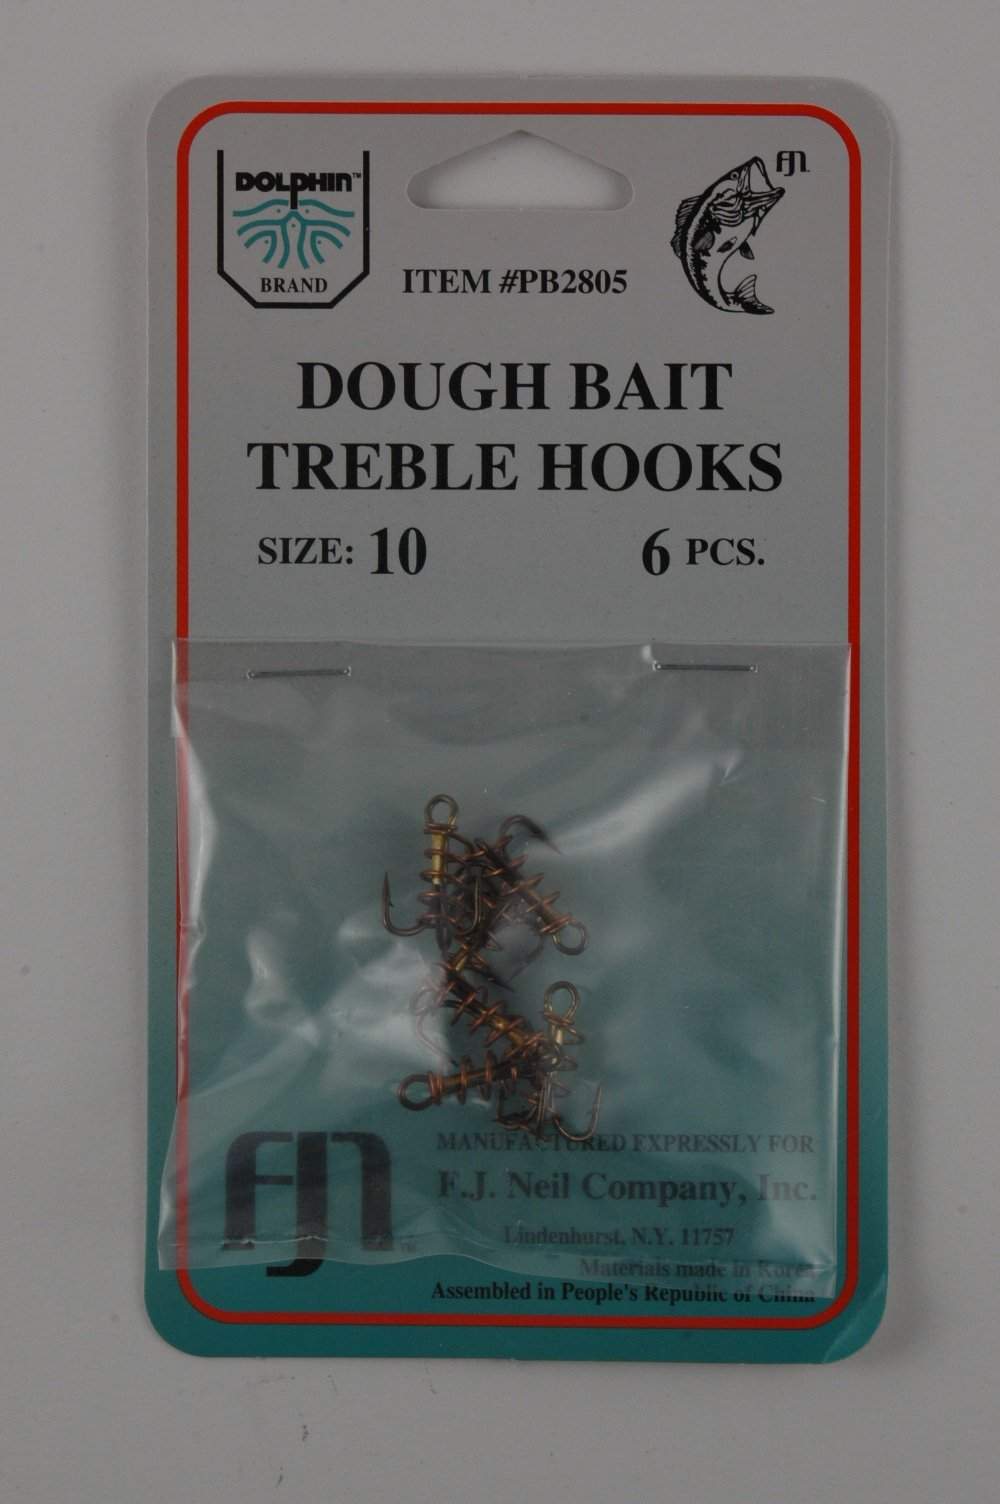 DOLPHIN™
BRAND
FJN
ITEM #PB2805
DOUGH BAIT
TREBLE HOOKS
SIZE: 10 6 PCS.
MANUFACTURED EXPRESSLY FOR
F.J. Neil Company, Inc.
FJN™
Lindenhurst, N.Y. 11757
Materials made in Korea
Assembled in People's Republic of China